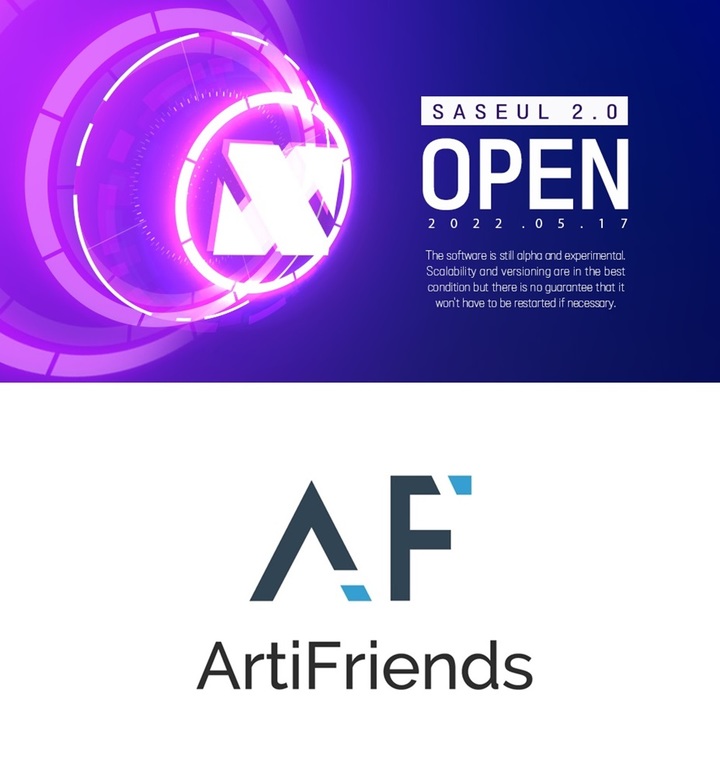 SASEUL 2.0
OPEN
2022.05.17
The software is still alpha and experimental.
Scalability and versioning are in the best
condition but there is no guarantee that it
won't have to be restarted if necessary.
AF
ArtiFriends